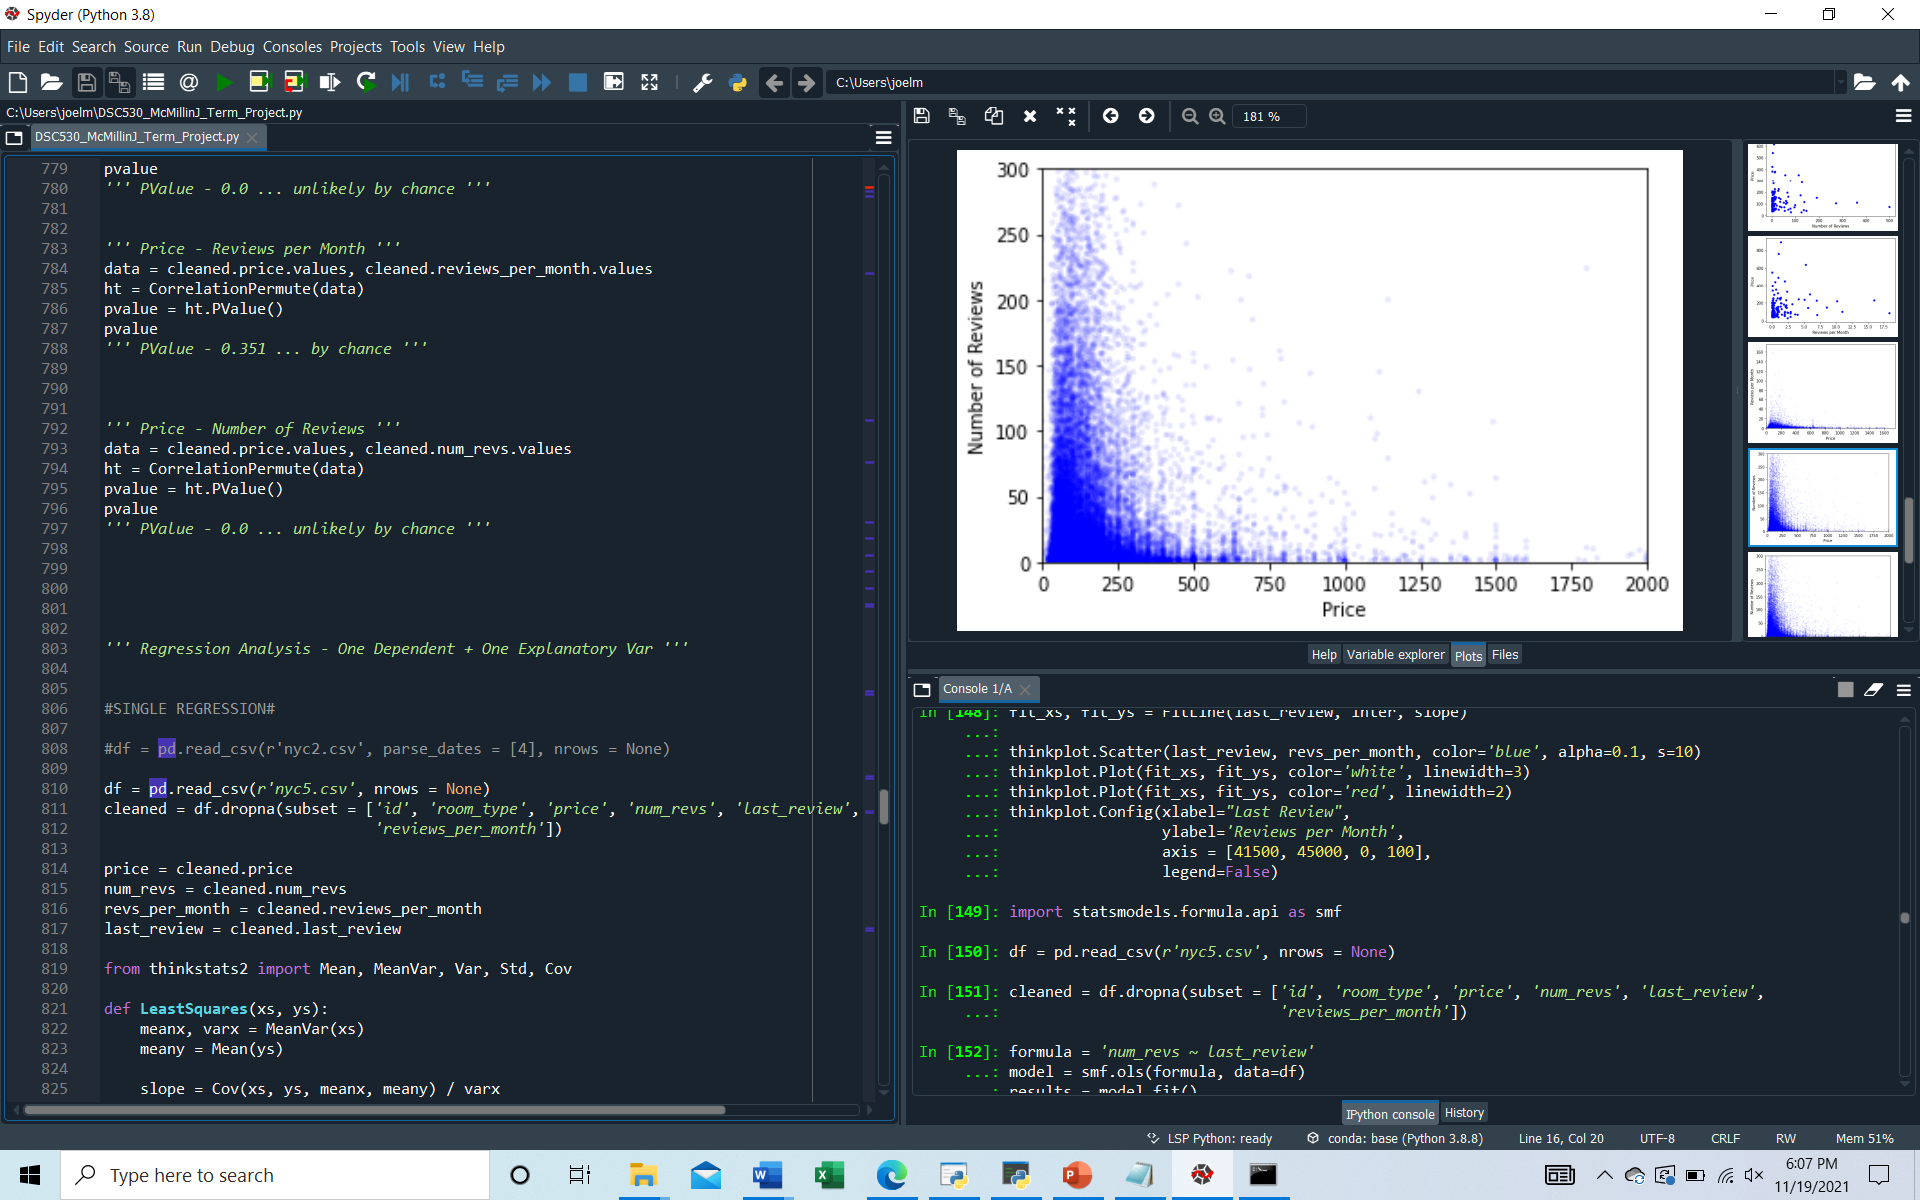 Spyder (Python 3.8)
File Edit Search Source Run Debug Consoles Projects Tools View Help
C:\Users\joelm
C:\Users\joelm\DSC530_McMillinJ_Term_Project.py
DSC530_McMillinJ_Term_Project.py
779 pvalue
780 ''' PValue - 0.0 ... unlikely by chance '''
781
782
783 ''' Price - Reviews per Month '''
784 data = cleaned.price.values, cleaned.reviews_per_month.values
785 ht = CorrelationPermute(data)
786 pvalue = ht.PValue()
787 pvalue
788 ''' PValue - 0.351 ... by chance '''
789
790
791
792 ''' Price - Number of Reviews '''
793 data = cleaned.price.values, cleaned.num_revs.values
794 ht = CorrelationPermute(data)
795 pvalue = ht.PValue()
796 pvalue
797 ''' PValue - 0.0 ... unlikely by chance '''
798
799
800
801
802
803 ''' Regression Analysis - One Dependent + One Explanatory Var '''
804
805
806 #SINGLE REGRESSION#
807
808 #df = pd.read_csv(r'nyc2.csv', parse_dates = [4], nrows = None)
809
810 df = pd.read_csv(r'nyc5.csv', nrows = None)
811 cleaned = df.dropna(subset = ['id', 'room_type', 'price', 'num_revs', 'last_review',
812 'reviews_per_month'])
813
814 price = cleaned.price
815 num_revs = cleaned.num_revs
816 revs_per_month = cleaned.reviews_per_month
817 last_review = cleaned.last_review
818
819 from thinkstats2 import Mean, MeanVar, Var, Std, Cov
820
821 def LeastSquares(xs, ys):
822 meanx, varx = MeanVar(xs)
823 meany = Mean(ys)
824
825 slope = Cov(xs, ys, meanx, meany) / varx
181 %
300
250
200
150
100
50
0
Number of Reviews
0 250 500 750 1000 1250 1500 1750 2000
Price
Help Variable explorer Plots Files
Console 1/A
In [148]: fit_xs, fit_ys = FitLine(last_review, inter, slope)
...:
...: thinkplot.Scatter(last_review, revs_per_month, color='blue', alpha=0.1, s=10)
...: thinkplot.Plot(fit_xs, fit_ys, color='white', linewidth=3)
...: thinkplot.Plot(fit_xs, fit_ys, color='red', linewidth=2)
...: thinkplot.Config(xlabel="Last Review",
...: ylabel='Reviews per Month',
...: axis = [41500, 45000, 0, 100],
...: legend=False)
In [149]: import statsmodels.formula.api as smf
In [150]: df = pd.read_csv(r'nyc5.csv', nrows = None)
In [151]: cleaned = df.dropna(subset = ['id', 'room_type', 'price', 'num_revs', 'last_review',
...: 'reviews_per_month'])
In [152]: formula = 'num_revs ~ last_review'
...: model = smf.ols(formula, data=df)
...: results = model.fit()
IPython console History
LSP Python: ready conda: base (Python 3.8.8) Line 16, Col 20 UTF-8 CRLF RW Mem 51%
Type here to search
6:07 PM
11/19/2021